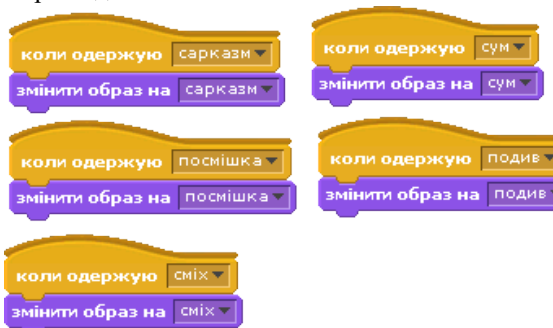 коли одержую сарказм
змінити образ на сарказм
коли одержую сум
змінити образ на сум
коли одержую посмішка
змінити образ на посмішка
коли одержую подив
змінити образ на подив
коли одержую сміх
змінити образ на сміх